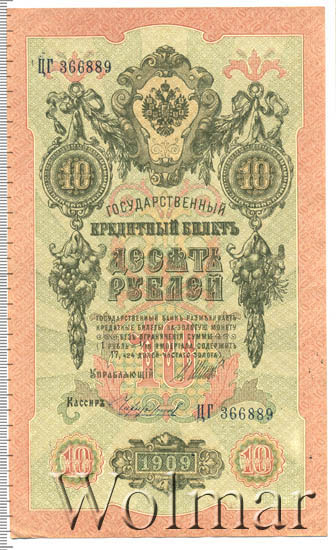 ЦГ 366889
10 10
ГОСУДАРСТВЕННЫЙ
КРЕДИТНЫЙ БИЛЕТЪ
ДЕСЯТЬ
РУБЛЕЙ
ГОСУДАРСТВЕННЫЙ БАНКЪ РАЗМѢНИВАЕТЪ
КРЕДИТНЫЕ БИЛЕТЫ НА ЗОЛОТУЮ МОНЕТУ
БЕЗЪ ОГРАНИЧЕНІЯ СУММЫ
(1 РУБЛЬ = 1/15 ИМПЕРІАЛА, СОДЕРЖИТЪ
17,424 ДОЛЕЙ ЧИСТАГО ЗОЛОТА).
УПРАВЛЯЮЩІЙ
КАССИРЪ
ЦГ 366889
10 1909 10
Wolmar